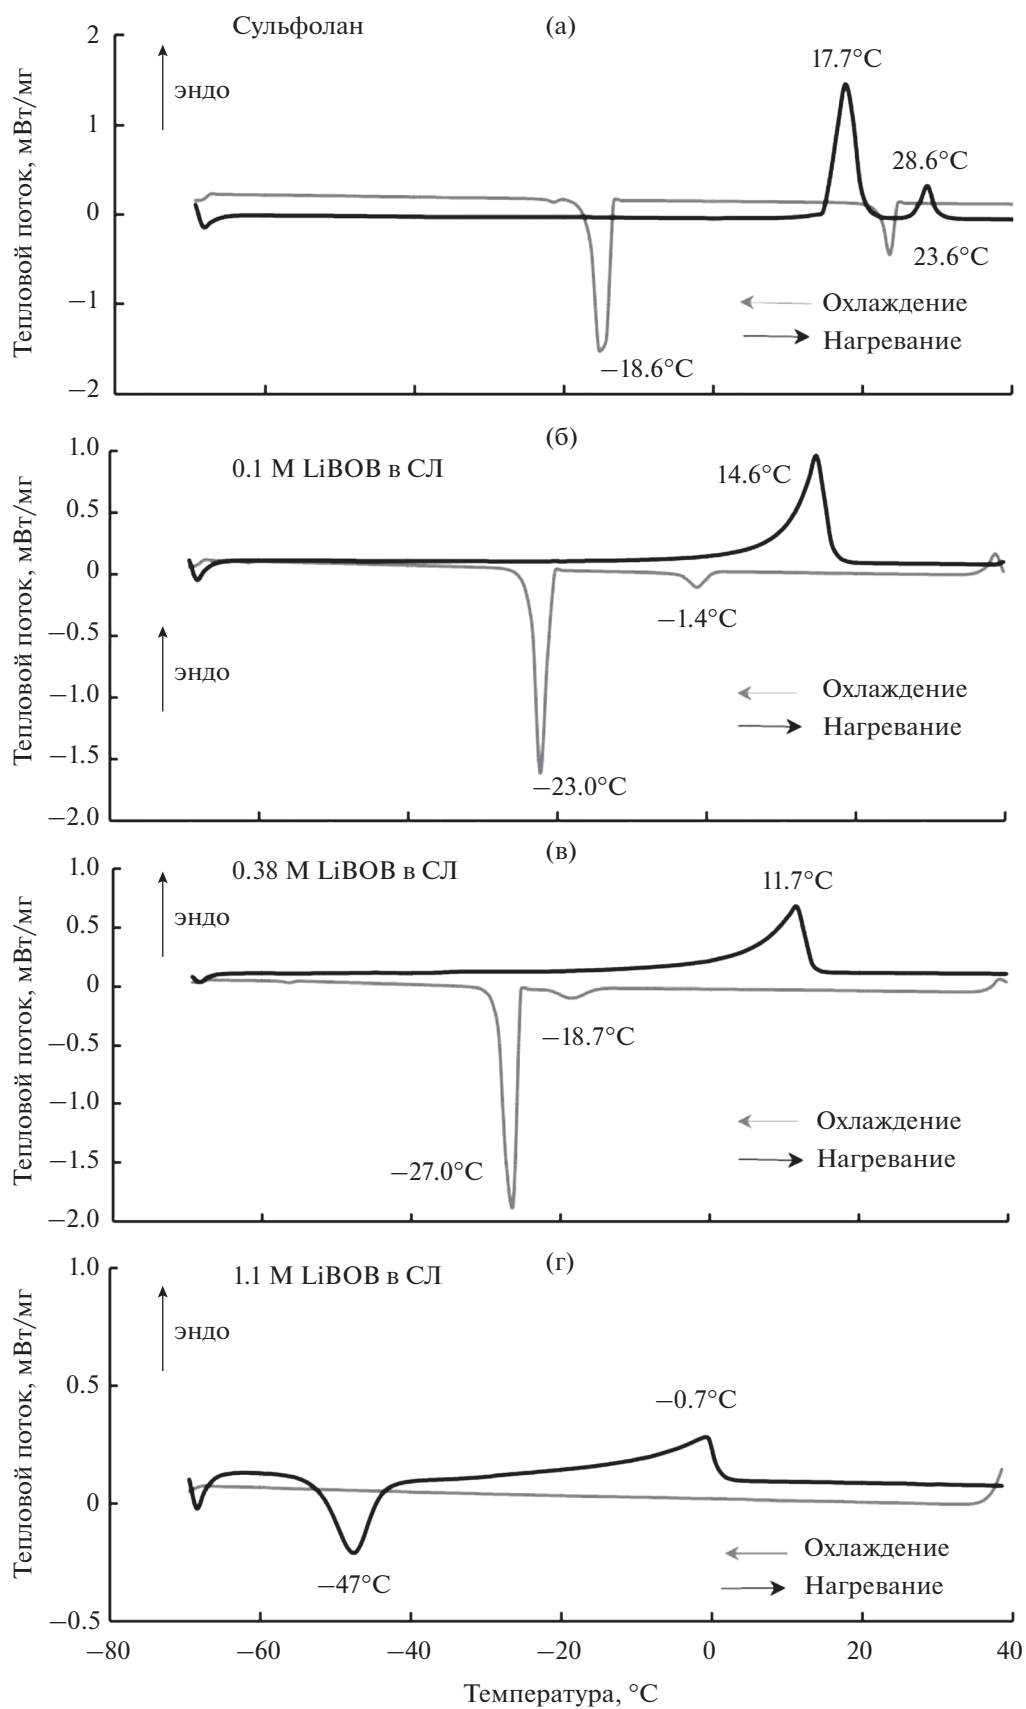 Сульфолан
(а)
2
1
0
−1
−2
Тепловой поток, мВт/мг
эндо
17.7°C
28.6°C
23.6°C
−18.6°C
Охлаждение
Нагревание
(б)
0.1 М LiBOB в СЛ
1.0
0.5
0
−0.5
−1.0
−1.5
−2.0
Тепловой поток, мВт/мг
эндо
14.6°C
−1.4°C
−23.0°C
Охлаждение
Нагревание
(в)
0.38 М LiBOB в СЛ
1.0
0.5
0
−0.5
−1.0
−1.5
−2.0
Тепловой поток, мВт/мг
эндо
11.7°C
−18.7°C
−27.0°C
Охлаждение
Нагревание
(г)
1.1 М LiBOB в СЛ
1.0
0.5
0
−0.5
Тепловой поток, мВт/мг
эндо
−0.7°C
−47°C
Охлаждение
Нагревание
−80 −60 −40 −20 0 20 40
Температура, °C